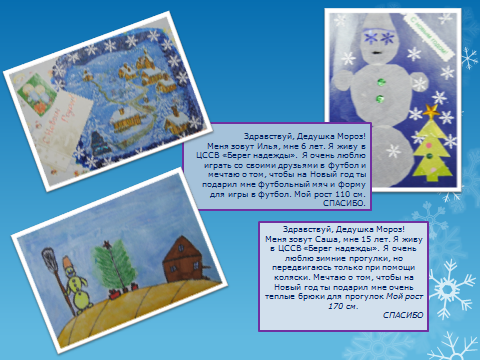 С Новым годом!
С Новым
Годом!
Здравствуй, Дедушка Мороз!
Меня зовут Илья, мне 6 лет. Я живу в
ЦССВ «Берег надежды». Я очень люблю
играть со своими друзьями в футбол и
мечтаю о том, чтобы на Новый год ты
подарил мне футбольный мяч и форму
для игры в футбол. Мой рост 110 см.
СПАСИБО.
Здравствуй, Дедушка Мороз!
Меня зовут Саша, мне 15 лет. Я живу
в ЦССВ «Берег надежды». Я очень
люблю зимние прогулки, но
передвигаюсь только при помощи
коляски. Мечтаю о том, чтобы на
Новый год ты подарил мне очень
теплые брюки для прогулок Мой рост
170 см.
СПАСИБО